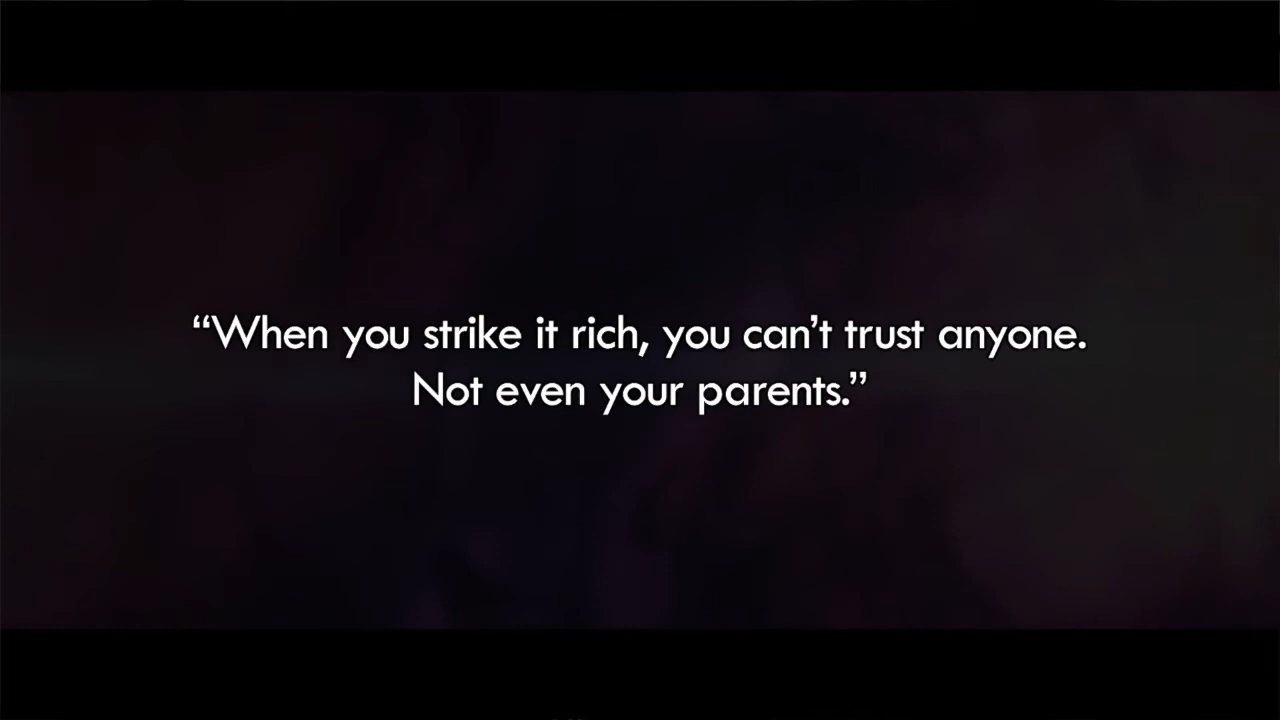 “When you strike it rich, you can’t trust anyone.
Not even your parents.”